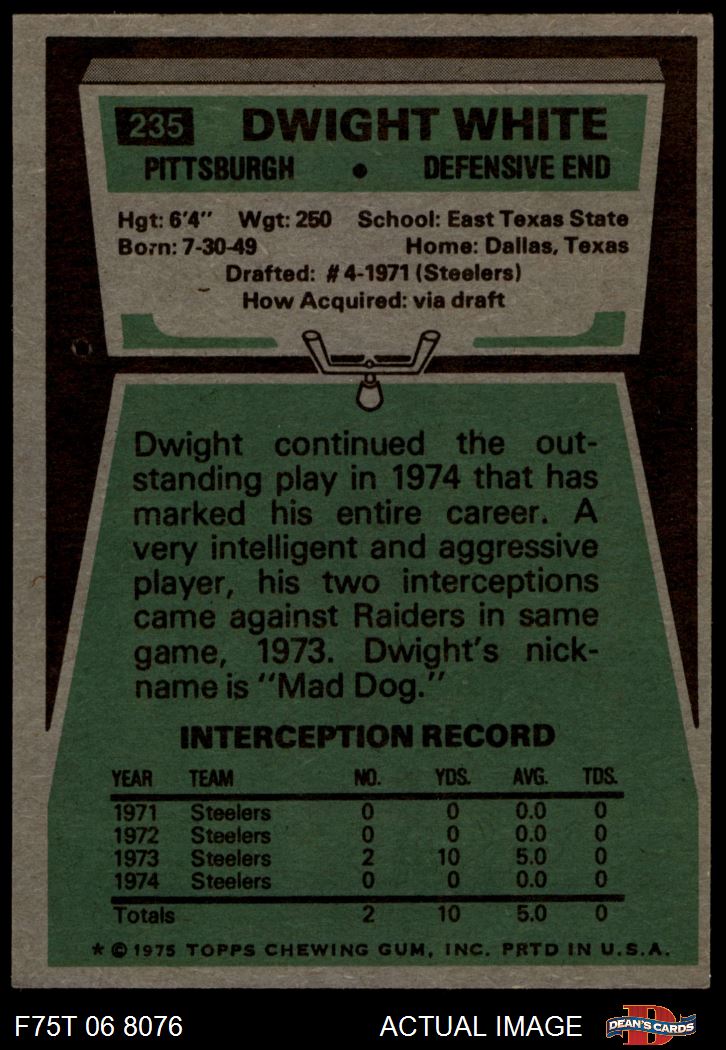 235 DWIGHT WHITE
PITTSBURGH • DEFENSIVE END
Hgt: 6'4" Wgt: 250 School: East Texas State
Born: 7-30-49 Home: Dallas, Texas
Drafted: #4-1971 (Steelers)
How Acquired: via draft
Dwight continued the out-
standing play in 1974 that has
marked his entire career. A
very intelligent and aggressive
player, his two interceptions
came against Raiders in same
game, 1973. Dwight's nick-
name is "Mad Dog."
INTERCEPTION RECORD
YEAR TEAM NO. YDS. AVG. TDS.
1971 Steelers 0 0 0.0 0
1972 Steelers 0 0 0.0 0
1973 Steelers 2 10 5.0 0
1974 Steelers 0 0 0.0 0
Totals 2 10 5.0 0
* © 1975 TOPPS CHEWING GUM, INC. PRTD IN U.S.A.
F75T 06 8076 ACTUAL IMAGE D DEAN'S CARDS